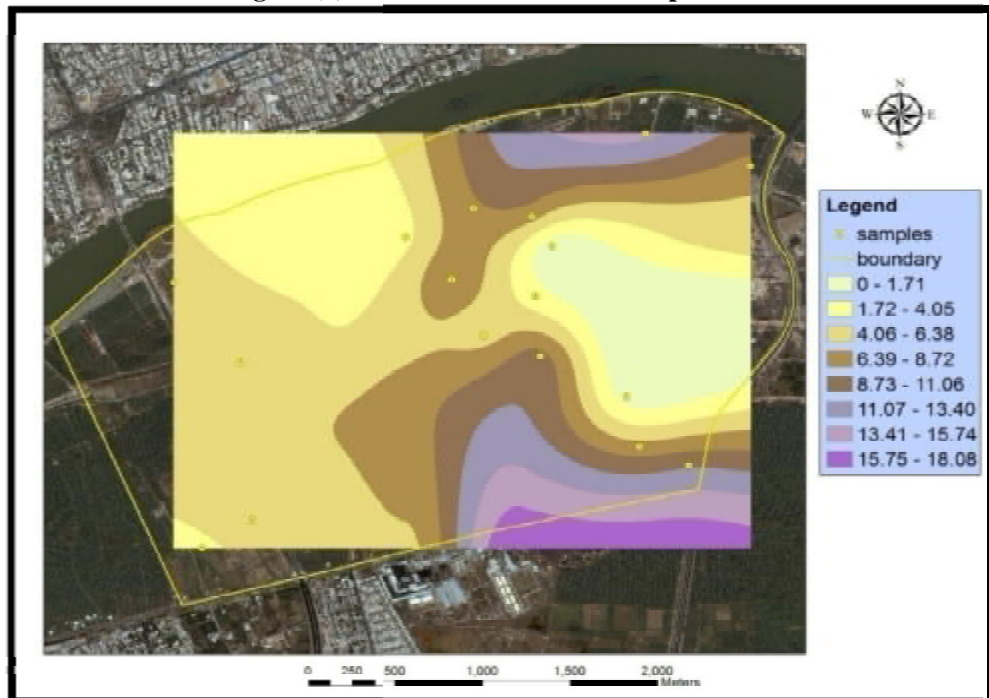 N
W E
S
Legend
samples
boundary
0 - 1.71
1.72 - 4.05
4.06 - 6.38
6.39 - 8.72
8.73 - 11.06
11.07 - 13.40
13.41 - 15.74
15.75 - 18.08
0 250 500 1,000 1,500 2,000
Meters